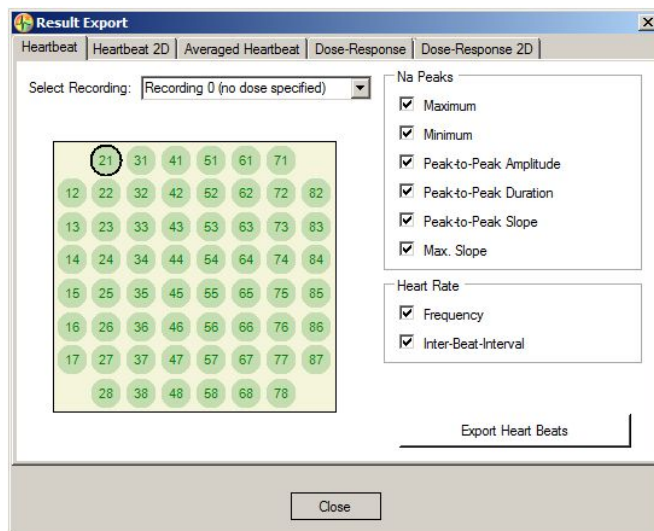 Result Export
Heartbeat Heartbeat 2D Averaged Heartbeat Dose-Response Dose-Response 2D
Select Recording: Recording 0 (no dose specified)
21 31 41 51 61 71
12 22 32 42 52 62 72 82
13 23 33 43 53 63 73 83
14 24 34 44 54 64 74 84
15 25 35 45 55 65 75 85
16 26 36 46 56 66 76 86
17 27 37 47 57 67 77 87
28 38 48 58 68 78
Na Peaks
Maximum
Minimum
Peak-to-Peak Amplitude
Peak-to-Peak Duration
Peak-to-Peak Slope
Max. Slope
Heart Rate
Frequency
Inter-Beat-Interval
Export Heart Beats
Close